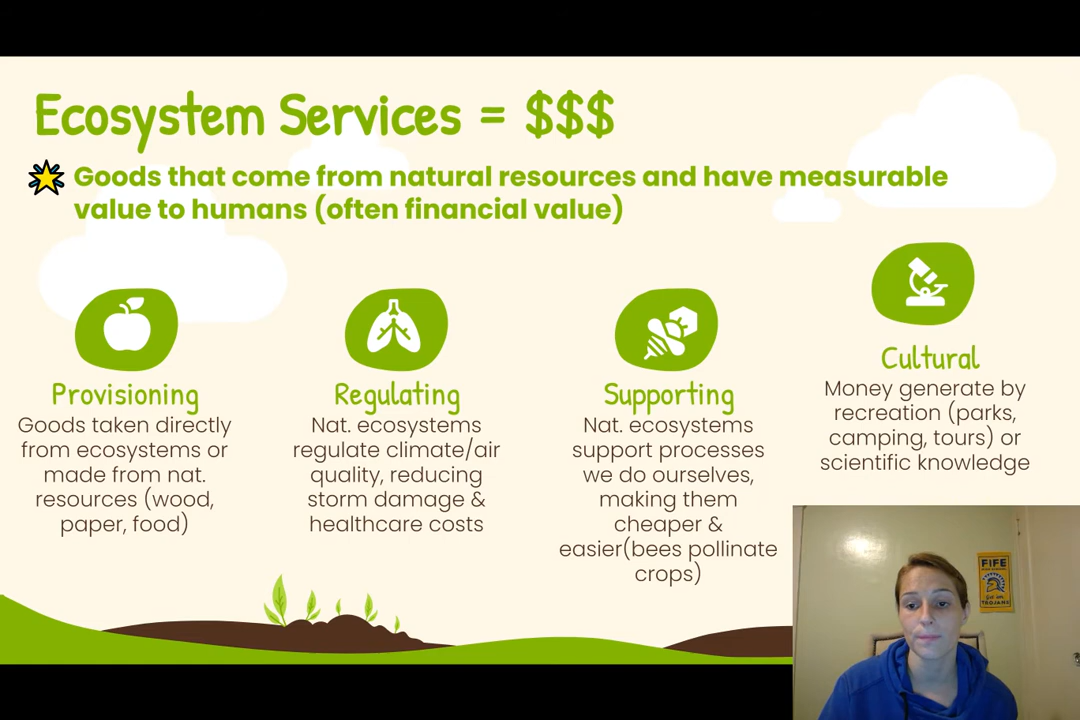 Ecosystem Services = $$$
Goods that come from natural resources and have measurable
value to humans (often financial value)
Provisioning
Goods taken directly
from ecosystems or
made from nat.
resources (wood,
paper, food)
Regulating
Nat. ecosystems
regulate climate/air
quality, reducing
storm damage &
healthcare costs
Supporting
Nat. ecosystems
support processes
we do ourselves,
making them
cheaper &
easier(bees pollinate
crops)
Cultural
Money generate by
recreation (parks,
camping, tours) or
scientific knowledge
FIFE
TROJANS